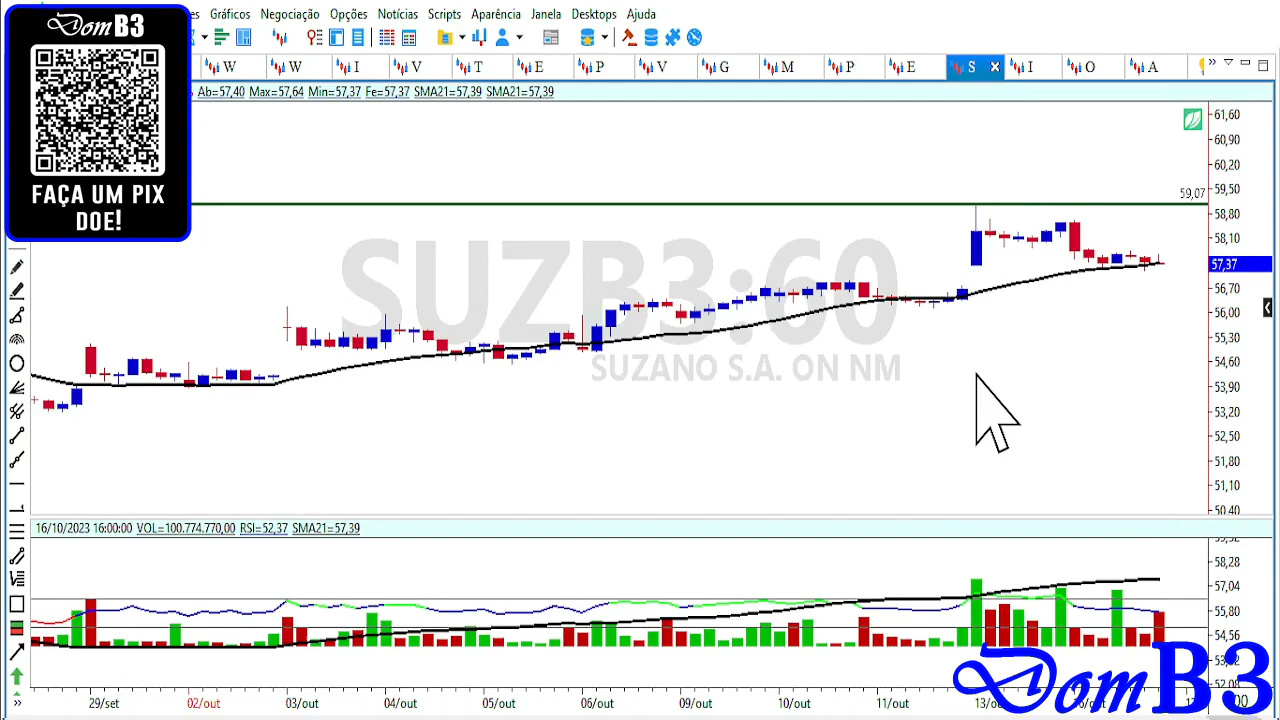 Gráficos Negociação Opções Notícias Scripts Aparência Janela Desktops Ajuda
DomB3
FAÇA UM PIX
DOE!
W W I V T E P V G M P E S I O A
Ab=57,40 Max=57,64 Min=57,37 Fe=57,37 SMA21=57,39 SMA21=57,39
SUZB3:60
SUZANO S.A. ON NM
59,07
61,60
60,90
60,20
59,50
58,80
58,10
57,37
56,70
56,00
55,30
54,60
53,90
53,20
52,50
51,80
51,10
50,40
16/10/2023 16:00:00 VOL=100.774.770,00 RSI=52,37 SMA21=57,39
58,28
57,04
55,80
54,56
29/set 02/out 03/out 04/out 05/out 06/out 09/out 10/out 11/out 13/out
DomB3